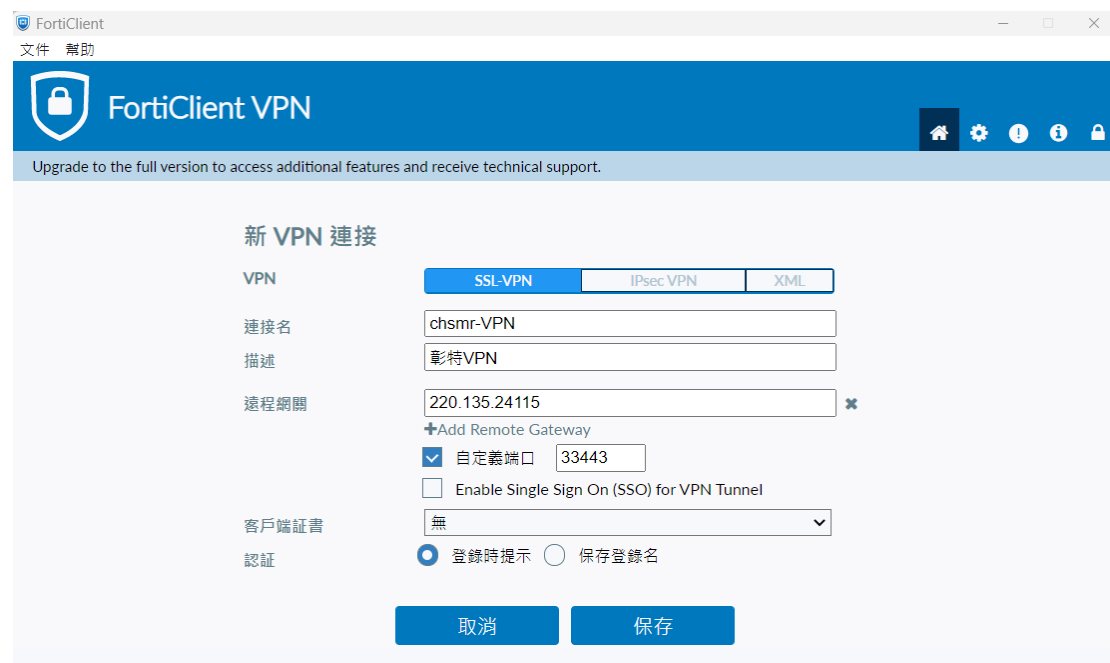 FortiClient
文件 幫助
FortiClient VPN
Upgrade to the full version to access additional features and receive technical support.
新 VPN 連接
VPN SSL-VPN IPsec VPN XML
連接名 chsmr-VPN
描述 彰特VPN
遠程網關 220.135.24115
+Add Remote Gateway
自定義端口 33443
Enable Single Sign On (SSO) for VPN Tunnel
客戶端証書 無
認証 登錄時提示 保存登錄名
取消 保存